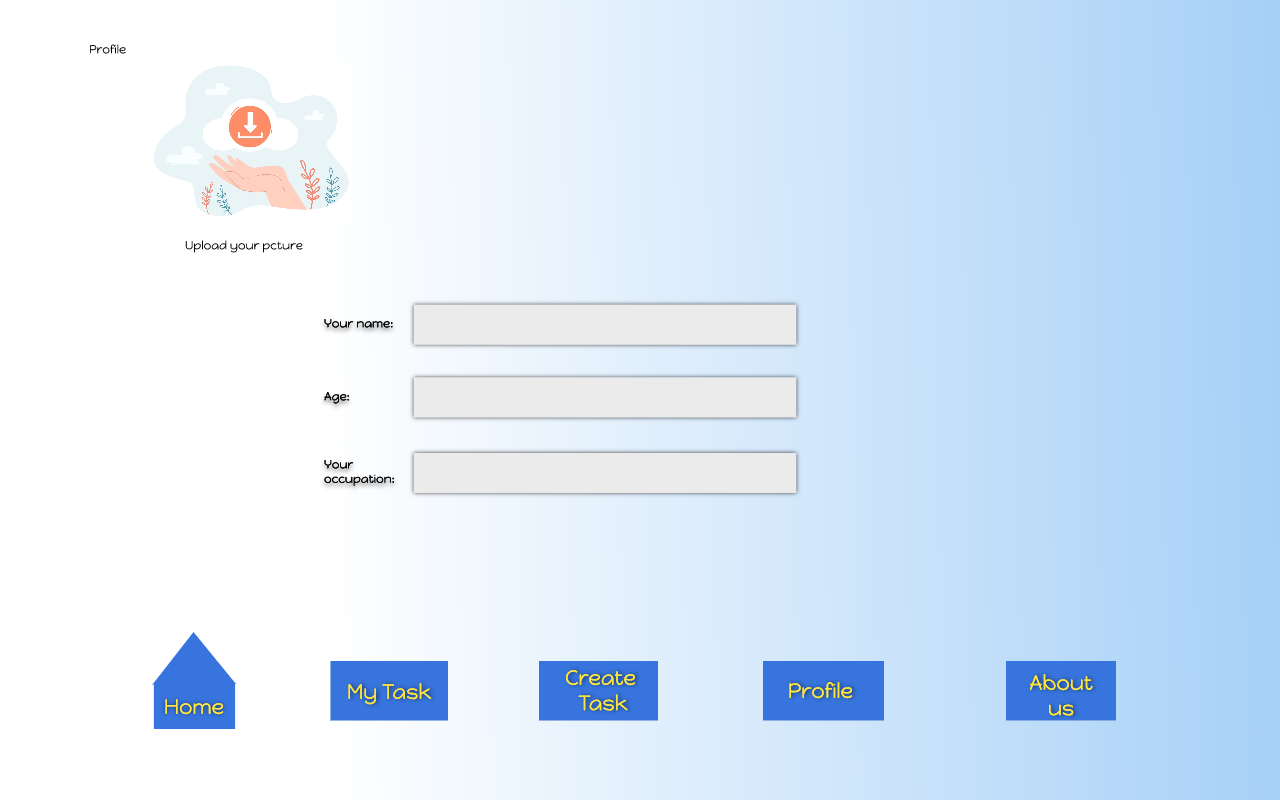 Profile
Upload your pcture
Your name:
Age:
Your
occupation:
Home
My Task
Create
Task
Profile
About
us